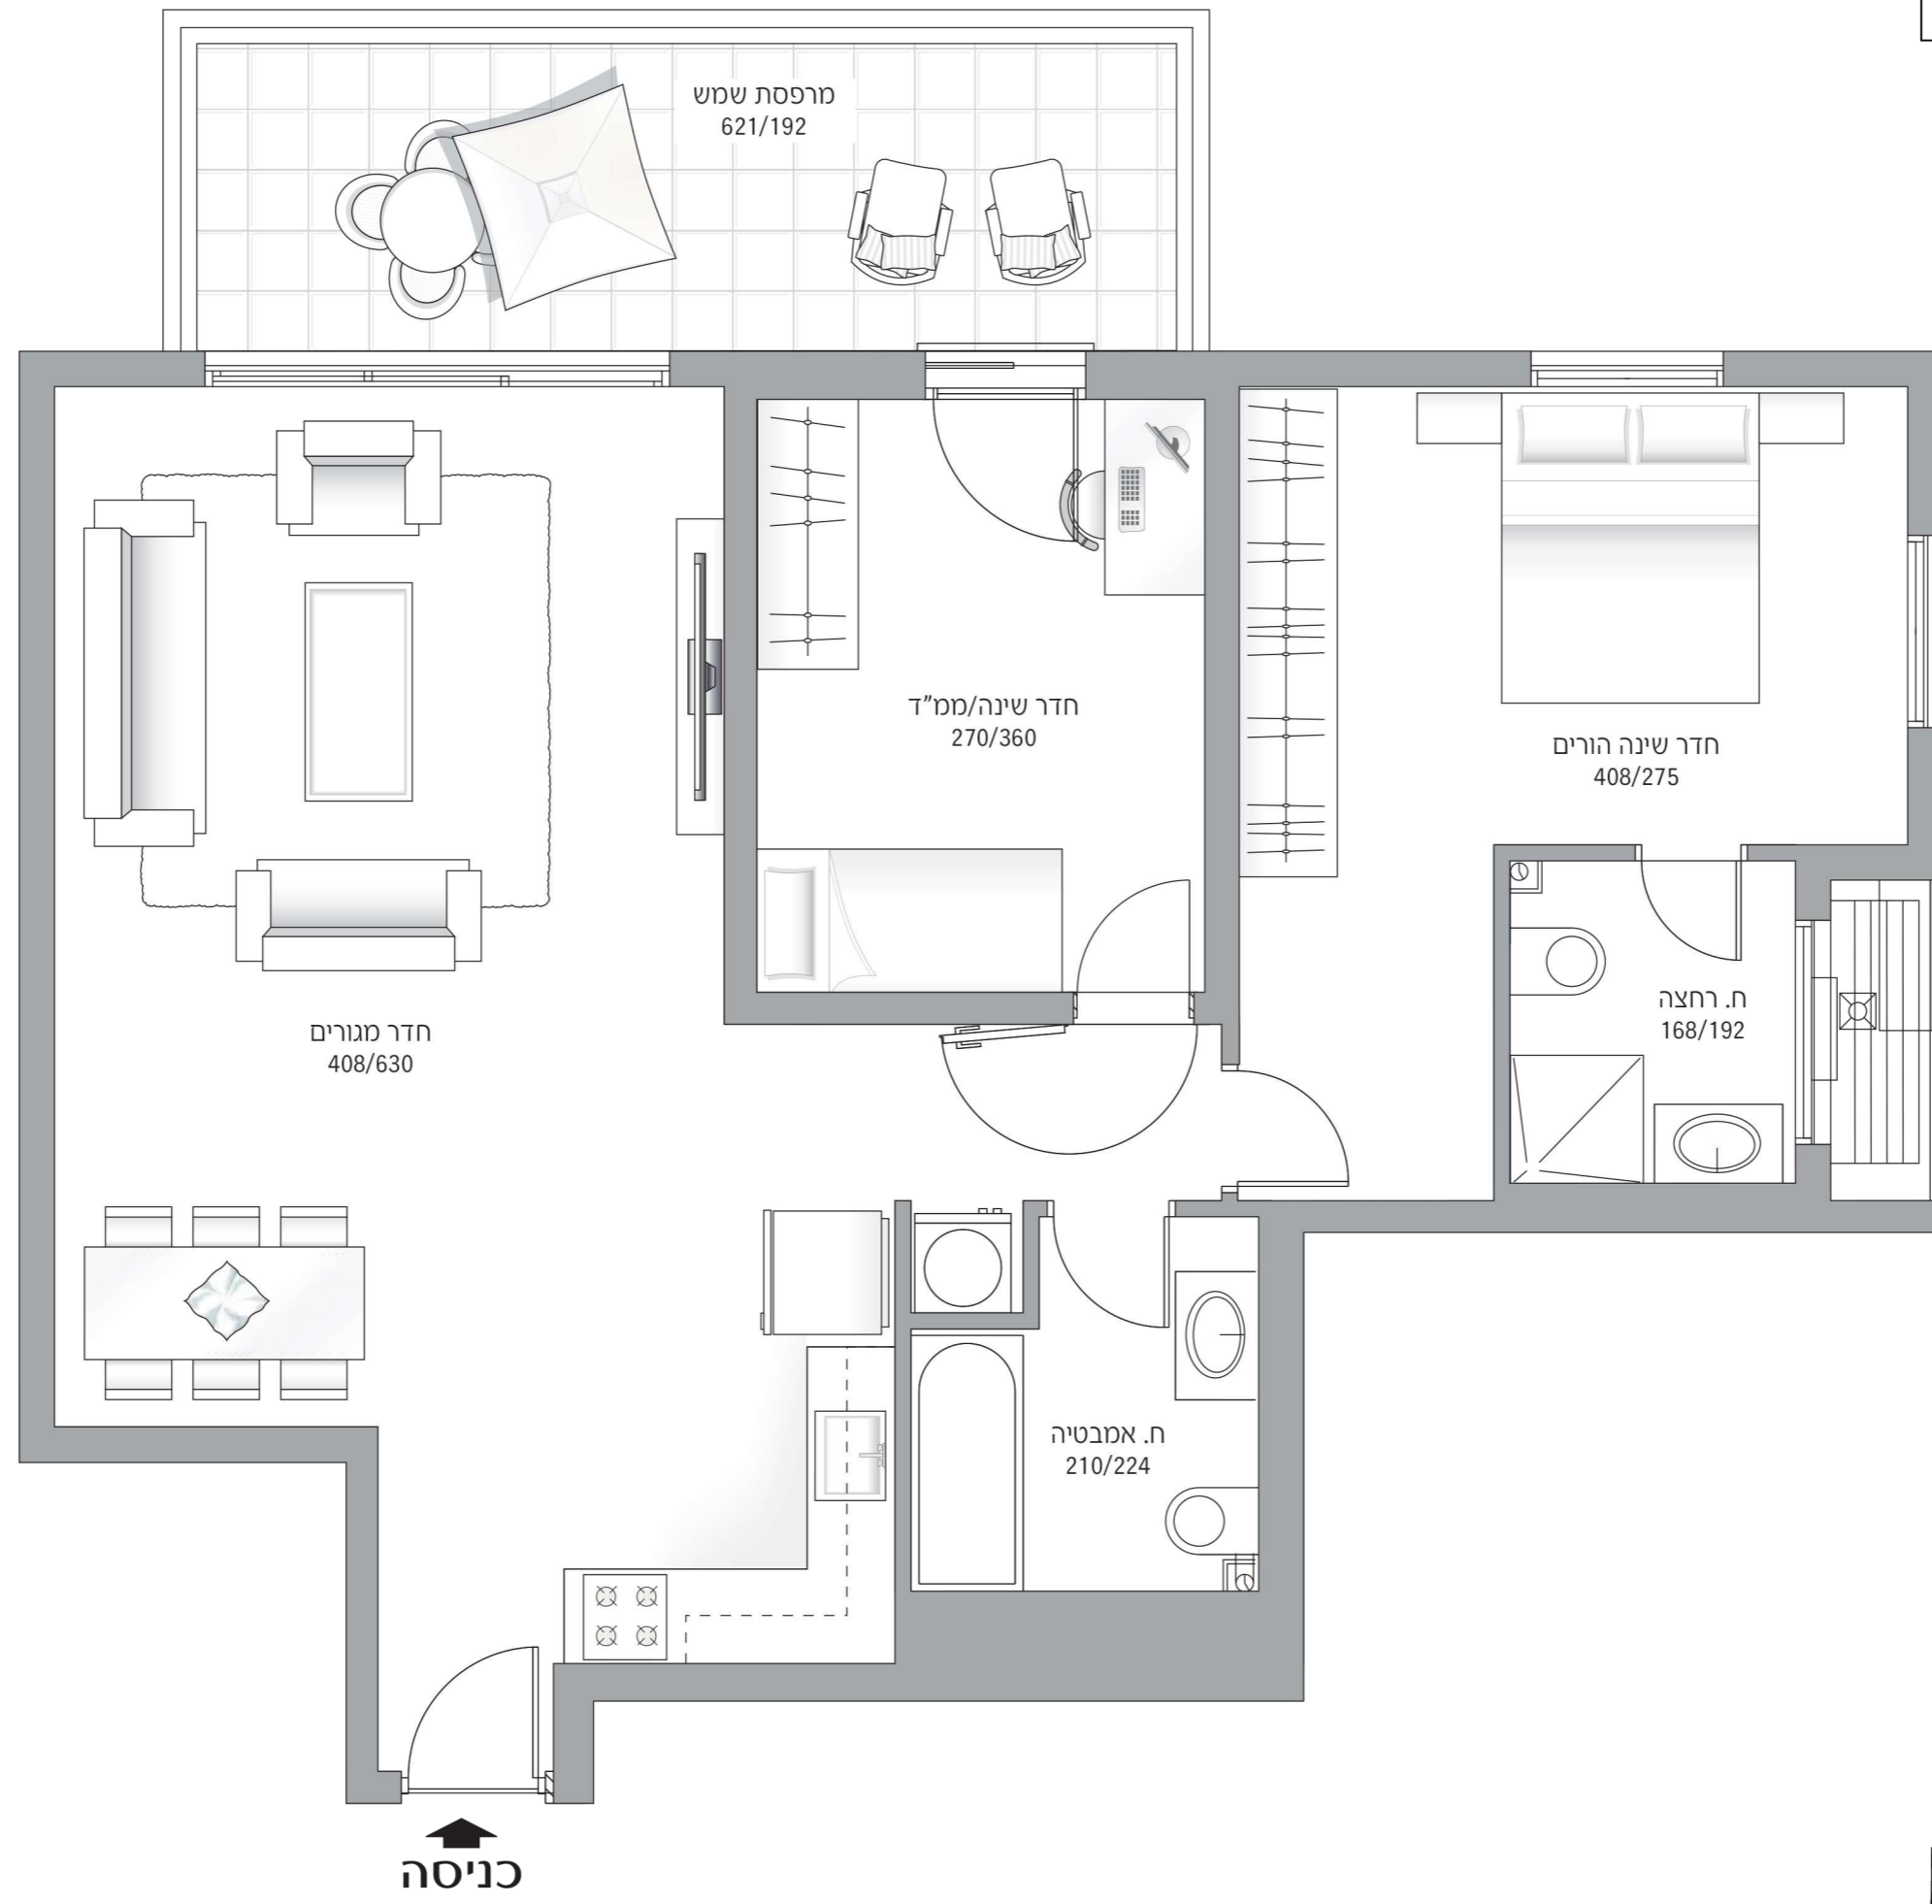 מרפסת שמש
621/192
חדר שינה/ממ״ד
270/360
חדר שינה הורים
408/275
ח. רחצה
168/192
חדר מגורים
408/630
ח. אמבטיה
210/224
כניסה